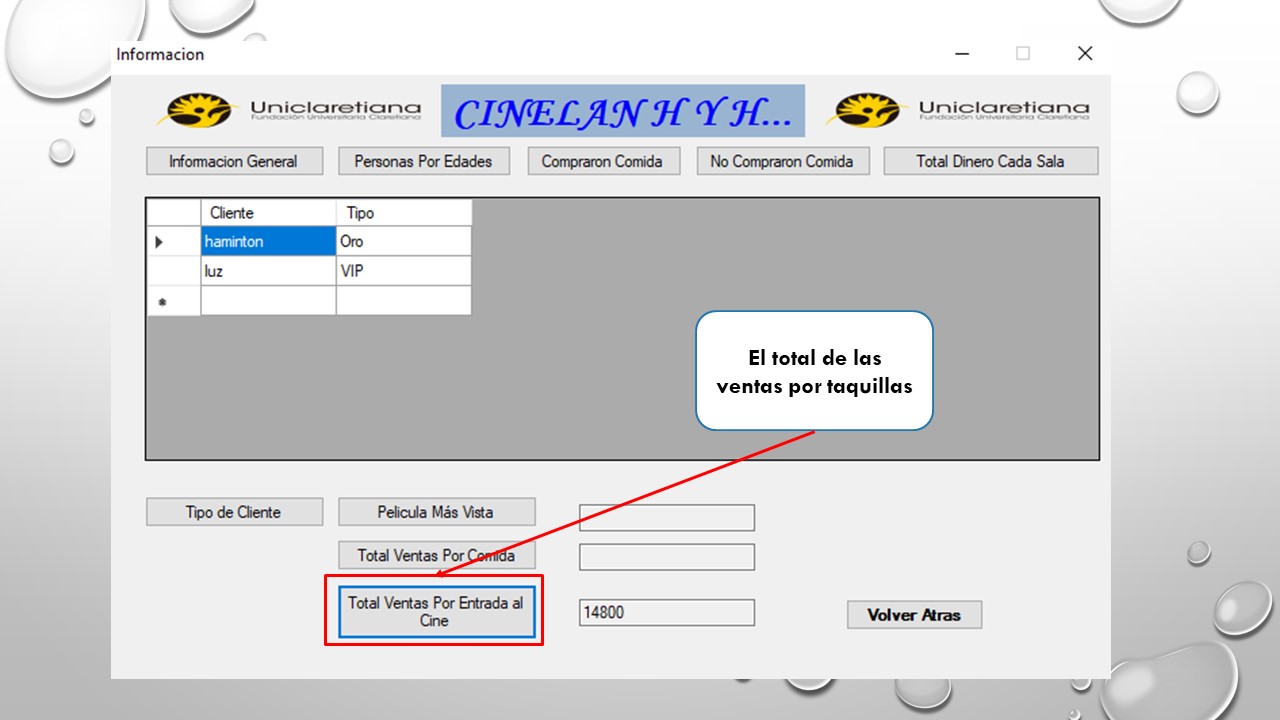 Informacion
Uniclaretiana
Fundación Universitaria Claretiana
CINELAN H Y H...
Uniclaretiana
Fundación Universitaria Claretiana
Informacion General
Personas Por Edades
Compraron Comida
No Compraron Comida
Total Dinero Cada Sala
Cliente Tipo
haminton Oro
luz VIP
El total de las
ventas por taquillas
Tipo de Cliente
Pelicula Más Vista
Total Ventas Por Comida
Total Ventas Por Entrada al
Cine
14800
Volver Atras